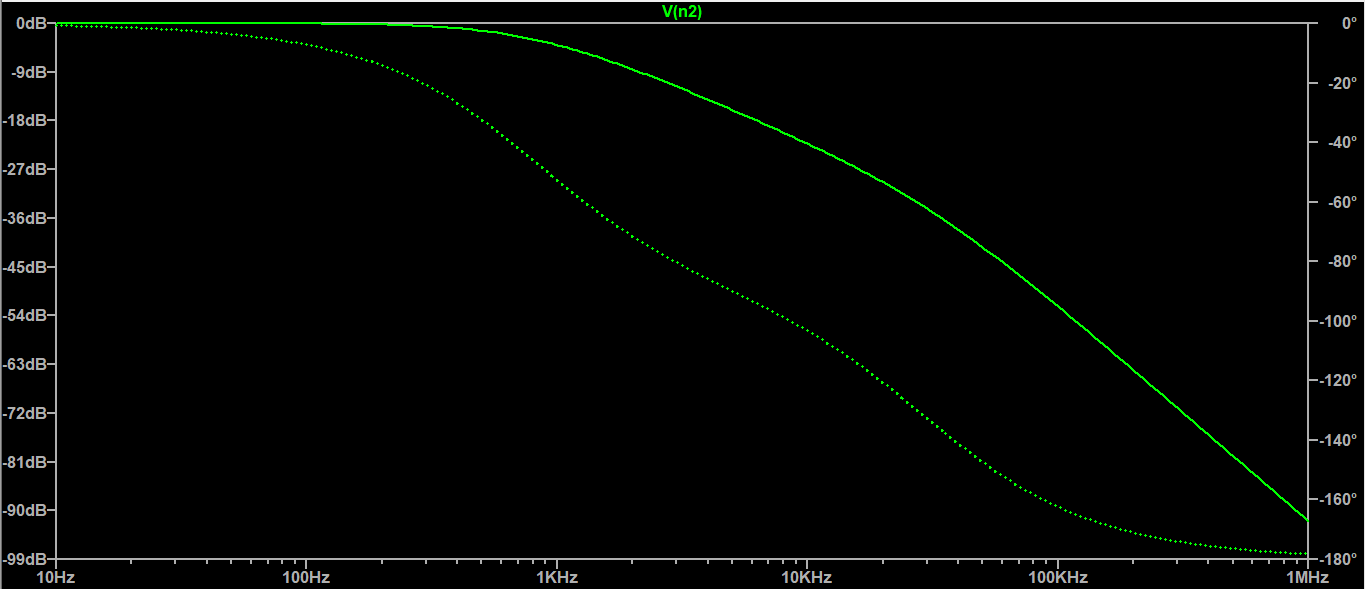 V(n2)
0dB 0°
-9dB -20°
-18dB -40°
-27dB -60°
-36dB -80°
-45dB -100°
-54dB -120°
-63dB -140°
-72dB -160°
-81dB -180°
-90dB
-99dB
10Hz 100Hz 1KHz 10KHz 100KHz 1MHz